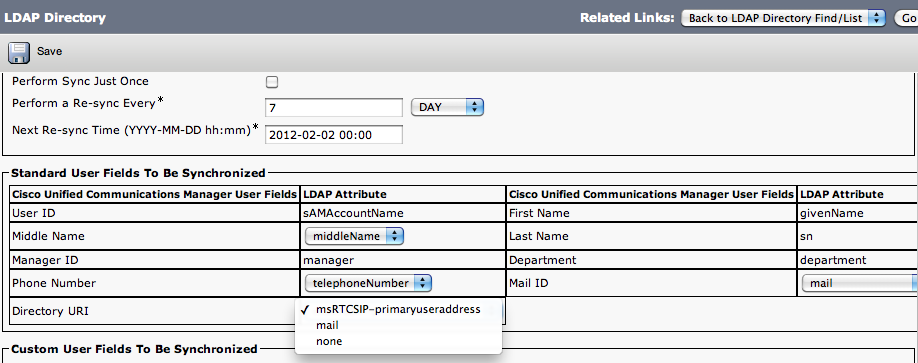 LDAP Directory Related Links: Back to LDAP Directory Find/List Go
Save
Perform Sync Just Once
Perform a Re-sync Every* 7 DAY
Next Re-sync Time (YYYY-MM-DD hh:mm)* 2012-02-02 00:00
Standard User Fields To Be Synchronized
Cisco Unified Communications Manager User Fields LDAP Attribute Cisco Unified Communications Manager User Fields LDAP Attribute
User ID sAMAccountName First Name givenName
Middle Name middleName Last Name sn
Manager ID manager Department department
Phone Number telephoneNumber Mail ID mail
Directory URI ✓ msRTCSIP-primaryuseraddress
mail
none
Custom User Fields To Be Synchronized